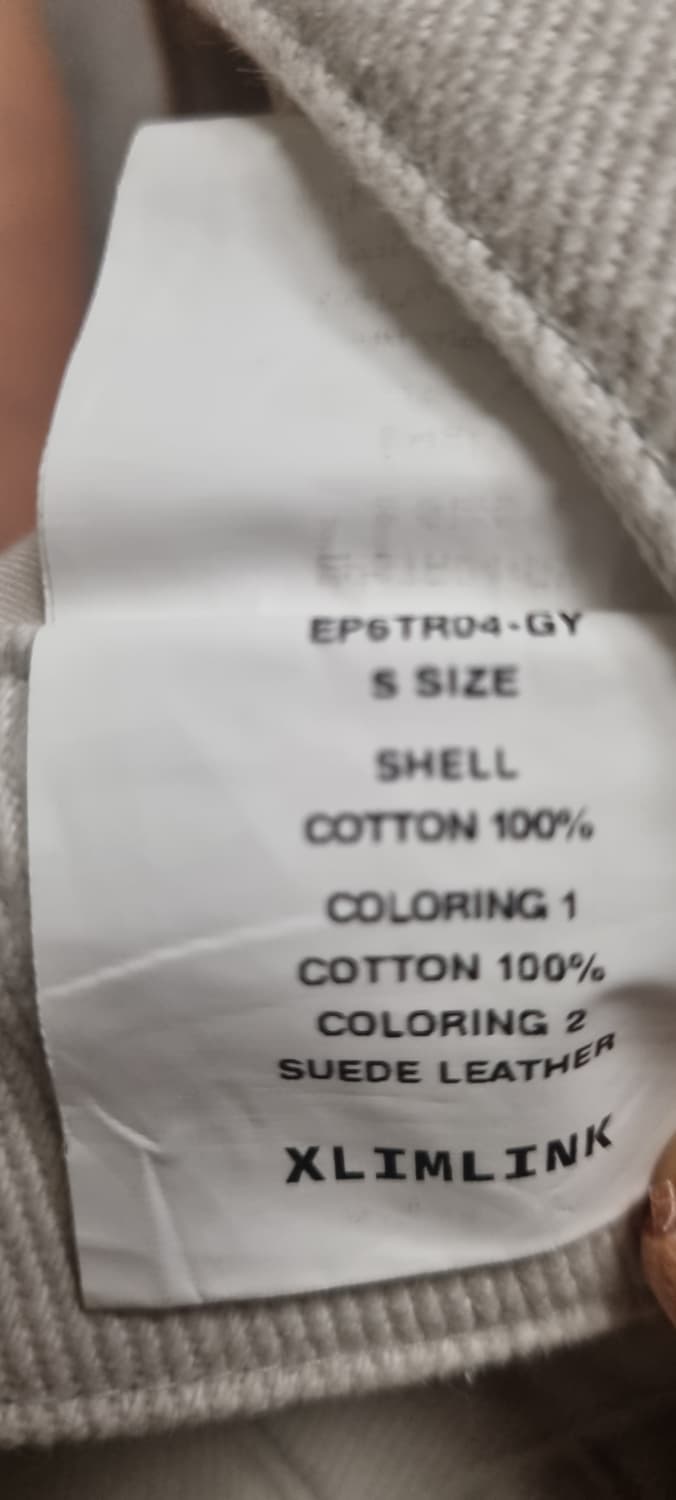 EP6TR04-GY
S SIZE
SHELL
COTTON 100%
COLORING 1
COTTON 100%
COLORING 2
SUEDE LEATHER
XLIMLINK